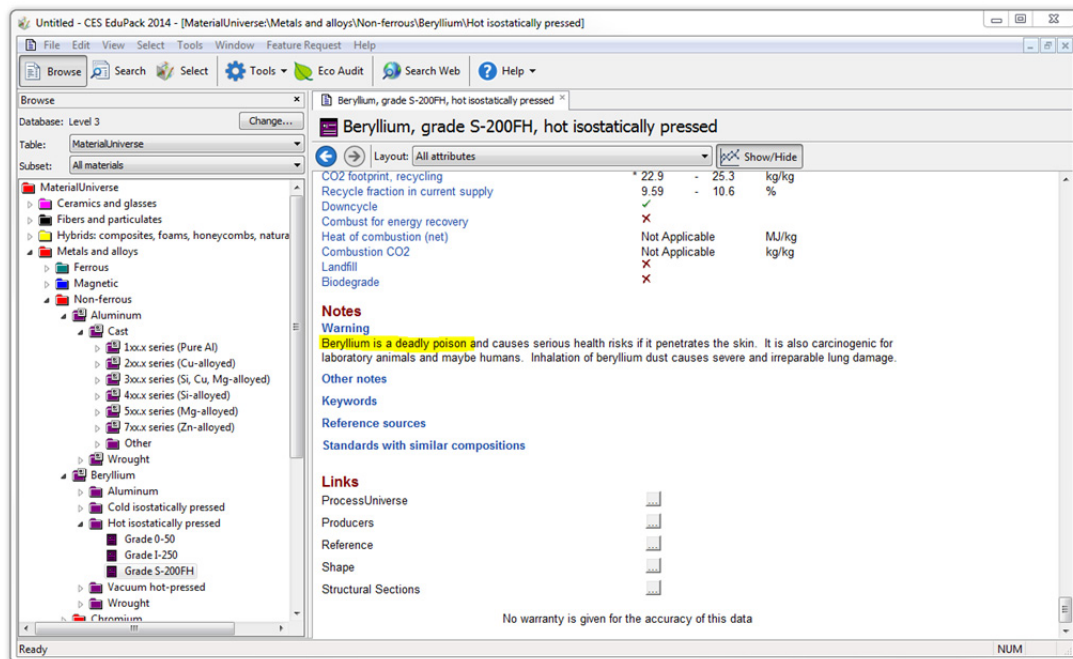 Untitled - CES EduPack 2014 - [MaterialUniverse:\Metals and alloys\Non-ferrous\Beryllium\Hot isostatically pressed]
File Edit View Select Tools Window Feature Request Help
Browse Search Select Tools Eco Audit Search Web Help
Browse
Database: Level 3 Change...
Table: MaterialUniverse
Subset: All materials
MaterialUniverse
Ceramics and glasses
Fibers and particulates
Hybrids: composites, foams, honeycombs, natura
Metals and alloys
Ferrous
Magnetic
Non-ferrous
Aluminum
Cast
1xx.x series (Pure Al)
2xx.x series (Cu-alloyed)
3xx.x series (Si, Cu, Mg-alloyed)
4xx.x series (Si-alloyed)
5xx.x series (Mg-alloyed)
7xx.x series (Zn-alloyed)
Other
Wrought
Beryllium
Aluminum
Cold isostatically pressed
Hot isostatically pressed
Grade 0-50
Grade I-250
Grade S-200FH
Vacuum hot-pressed
Wrought
Chromium
Beryllium, grade S-200FH, hot isostatically pressed
Beryllium, grade S-200FH, hot isostatically pressed
Layout: All attributes Show/Hide
CO2 footprint, recycling * 22.9 - 25.3 kg/kg
Recycle fraction in current supply 9.59 - 10.6 %
Downcycle
Combust for energy recovery
Heat of combustion (net) Not Applicable MJ/kg
Combustion CO2 Not Applicable kg/kg
Landfill
Biodegrade
Notes
Warning
Beryllium is a deadly poison and causes serious health risks if it penetrates the skin. It is also carcinogenic for
laboratory animals and maybe humans. Inhalation of beryllium dust causes severe and irreparable lung damage.
Other notes
Keywords
Reference sources
Standards with similar compositions
Links
ProcessUniverse ...
Producers ...
Reference ...
Shape ...
Structural Sections ...
No warranty is given for the accuracy of this data
Ready NUM